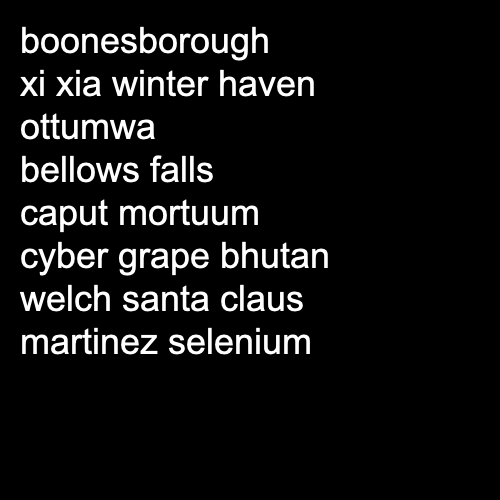 boonesborough
xi xia winter haven
ottumwa
bellows falls
caput mortuum
cyber grape bhutan
welch santa claus
martinez selenium